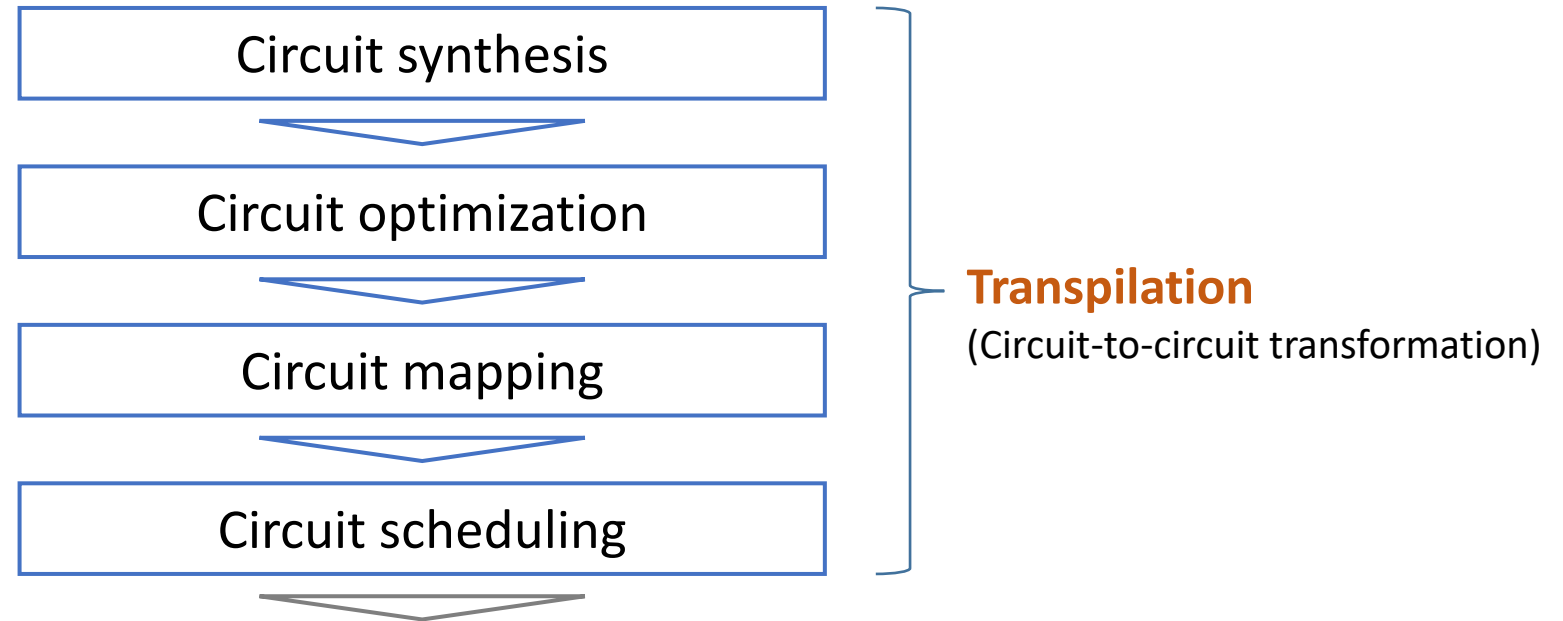 Circuit synthesis
Circuit optimization
Circuit mapping
Circuit scheduling
Transpilation
(Circuit-to-circuit transformation)